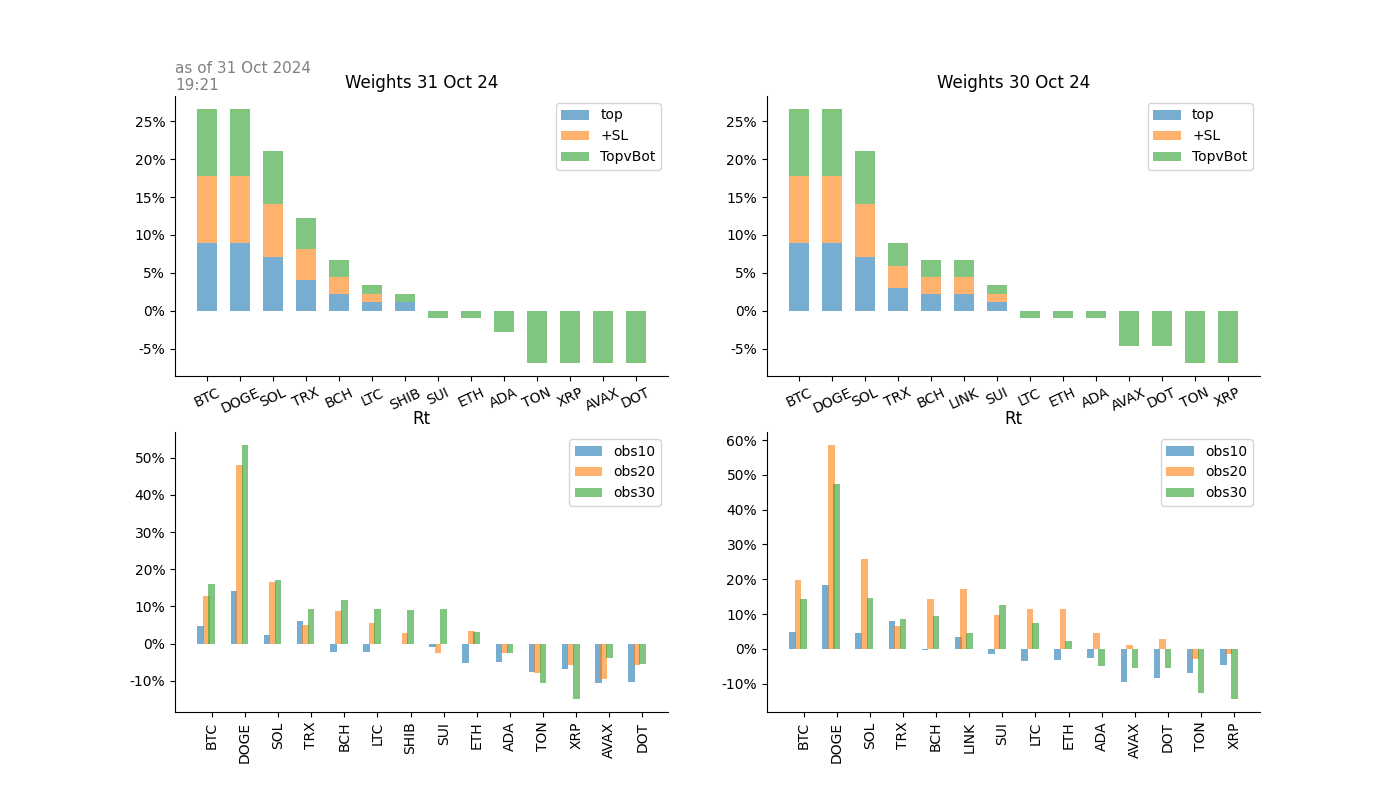 as of 31 Oct 2024
19:21
Weights 31 Oct 24
25%
20%
15%
10%
5%
0%
-5%
top
+SL
TopvBot
BTC DOGE SOL TRX BCH LTC SHIB SUI ETH ADA TON XRP AVAX DOT
Weights 30 Oct 24
25%
20%
15%
10%
5%
0%
-5%
top
+SL
TopvBot
BTC DOGE SOL TRX BCH LINK SUI LTC ETH ADA AVAX DOT TON XRP
Rt
50%
40%
30%
20%
10%
0%
-10%
obs10
obs20
obs30
BTC DOGE SOL TRX BCH LTC SHIB SUI ETH ADA TON XRP AVAX DOT
Rt
60%
50%
40%
30%
20%
10%
0%
-10%
obs10
obs20
obs30
BTC DOGE SOL TRX BCH LINK SUI LTC ETH ADA AVAX DOT TON XRP